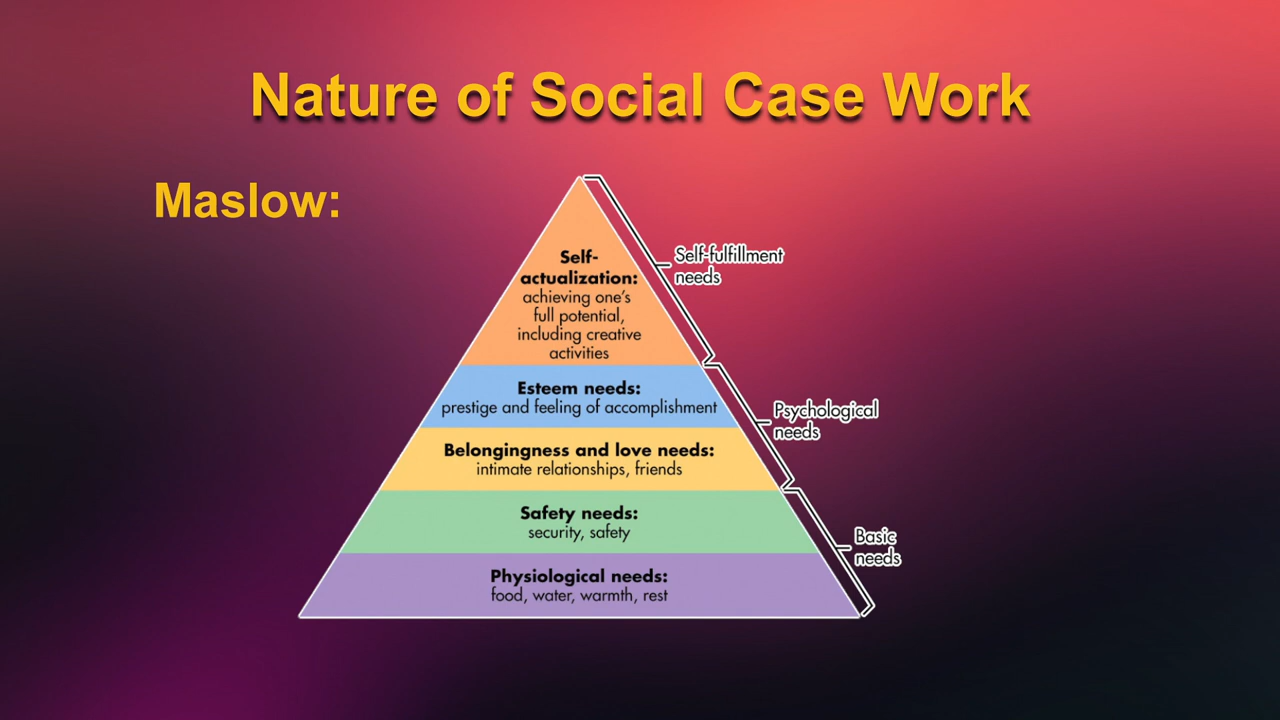 Nature of Social Case Work
Maslow:
Self-
actualization:
achieving one's
full potential,
including creative
activities
Self-fulfillment
needs
Esteem needs:
prestige and feeling of accomplishment
Psychological
needs
Belongingness and love needs:
intimate relationships, friends
Safety needs:
security, safety
Basic
needs
Physiological needs:
food, water, warmth, rest